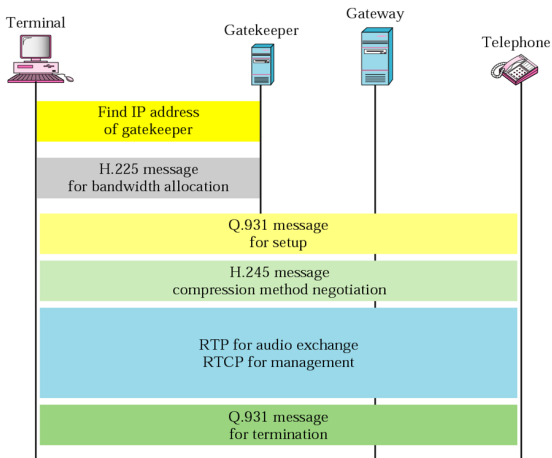 Terminal
Gatekeeper
Gateway
Telephone
Find IP address
of gatekeeper
H.225 message
for bandwidth allocation
Q.931 message
for setup
H.245 message
compression method negotiation
RTP for audio exchange
RTCP for management
Q.931 message
for termination